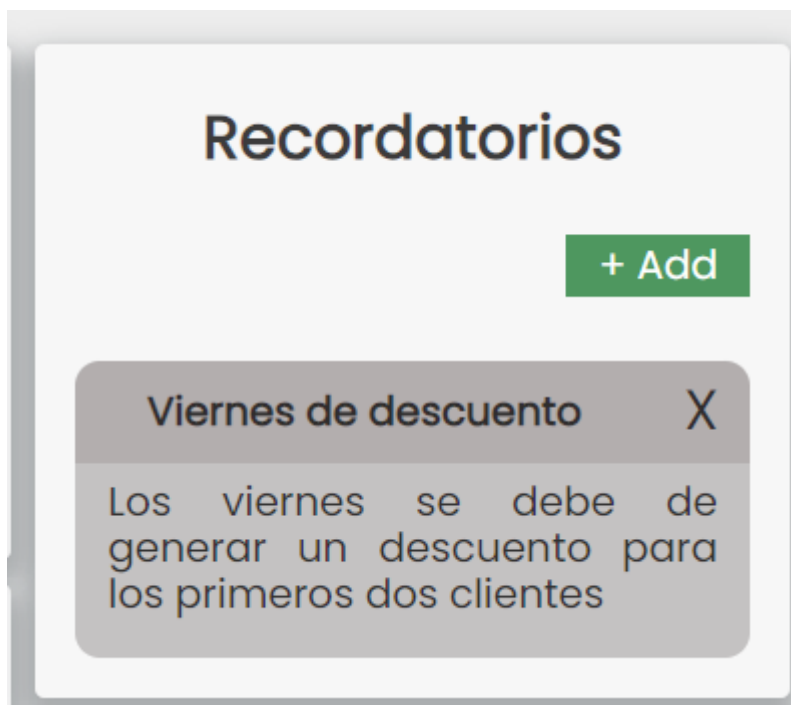 Recordatorios
+ Add
Viernes de descuento X
Los viernes se debe de
generar un descuento para
los primeros dos clientes